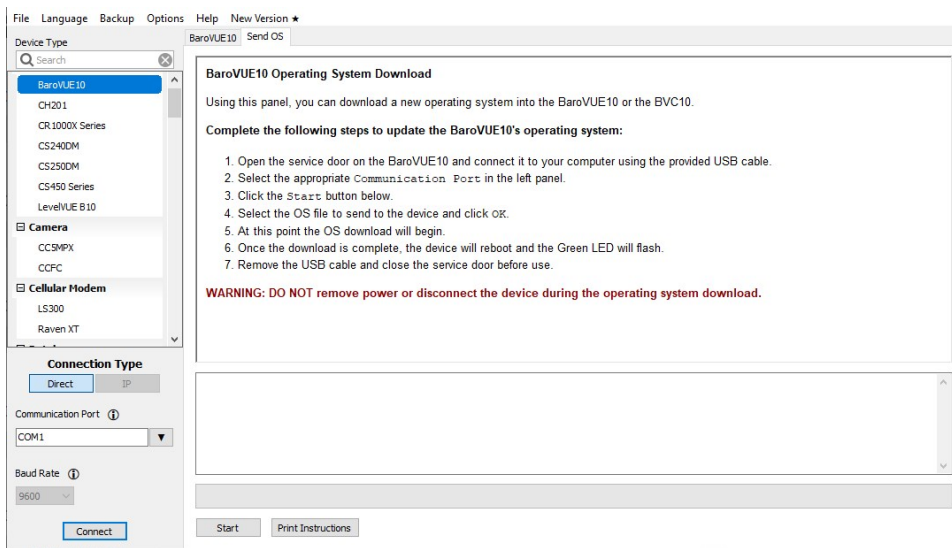 File Language Backup Options Help New Version ★
Device Type
Search
BaroVUE10
CH201
CR1000X Series
CS240DM
CS250DM
CS450 Series
LevelVUE B10
Camera
CC5MPX
CCFC
Cellular Modem
LS300
Raven XT
Connection Type
Direct IP
Communication Port
COM1
Baud Rate
9600
Connect
BaroVUE10 Send OS
BaroVUE10 Operating System Download
Using this panel, you can download a new operating system into the BaroVUE10 or the BVC10.
Complete the following steps to update the BaroVUE10's operating system:
1. Open the service door on the BaroVUE10 and connect it to your computer using the provided USB cable.
2. Select the appropriate Communication Port in the left panel.
3. Click the Start button below.
4. Select the OS file to send to the device and click OK.
5. At this point the OS download will begin.
6. Once the download is complete, the device will reboot and the Green LED will flash.
7. Remove the USB cable and close the service door before use.
WARNING: DO NOT remove power or disconnect the device during the operating system download.
Start Print Instructions